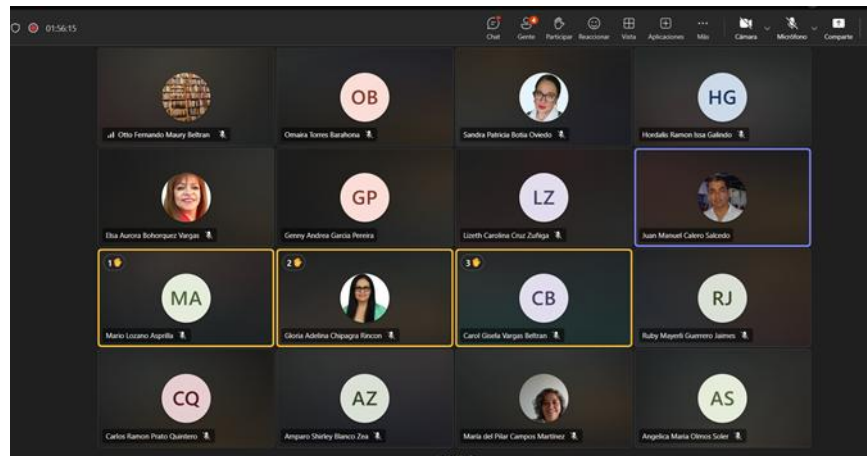 01:56:15
4
Chat Gente Participar Reaccionar Vista Aplicaciones Más Cámara Micrófono Comparte
OB
HG
Otto Fernando Maury Beltran
Omaira Torres Barahona
Sandra Patricia Botia Oviedo
Hordalis Ramon Issa Galindo
GP
LZ
Elsa Aurora Bohorquez Vargas
Genny Andrea Garcia Pereira
Lizeth Carolina Cruz Zuñiga
Juan Manuel Calero Salcedo
1
2
3
MA
CB
RJ
Mario Lozano Asprilla
Gloria Adelina Chipagra Rincon
Carol Gisela Vargas Beltran
Ruby Mayerli Guerrero Jaimes
CQ
AZ
AS
Carlos Ramon Prato Quintero
Amparo Shirley Blanco Zea
María del Pilar Campos Martínez
Angelica Maria Olmos Soler